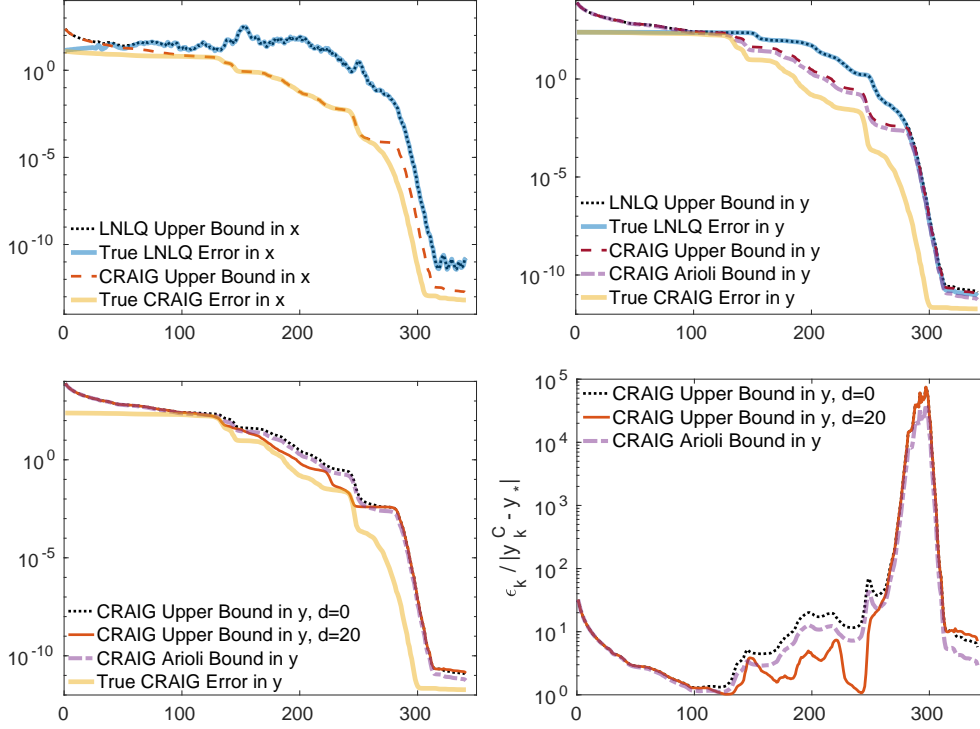 10^0
10^-5
10^-10
LNLQ Upper Bound in x
True LNLQ Error in x
CRAIG Upper Bound in x
True CRAIG Error in x
0 100 200 300
10^0
10^-5
10^-10
LNLQ Upper Bound in y
True LNLQ Error in y
CRAIG Upper Bound in y
CRAIG Arioli Bound in y
True CRAIG Error in y
0 100 200 300
10^0
10^-5
10^-10
CRAIG Upper Bound in y, d=0
CRAIG Upper Bound in y, d=20
CRAIG Arioli Bound in y
True CRAIG Error in y
0 100 200 300
ϵ_k / |y_k^C - y_*|
10^5
10^4
10^3
10^2
10^1
10^0
CRAIG Upper Bound in y, d=0
CRAIG Upper Bound in y, d=20
CRAIG Arioli Bound in y
0 100 200 300